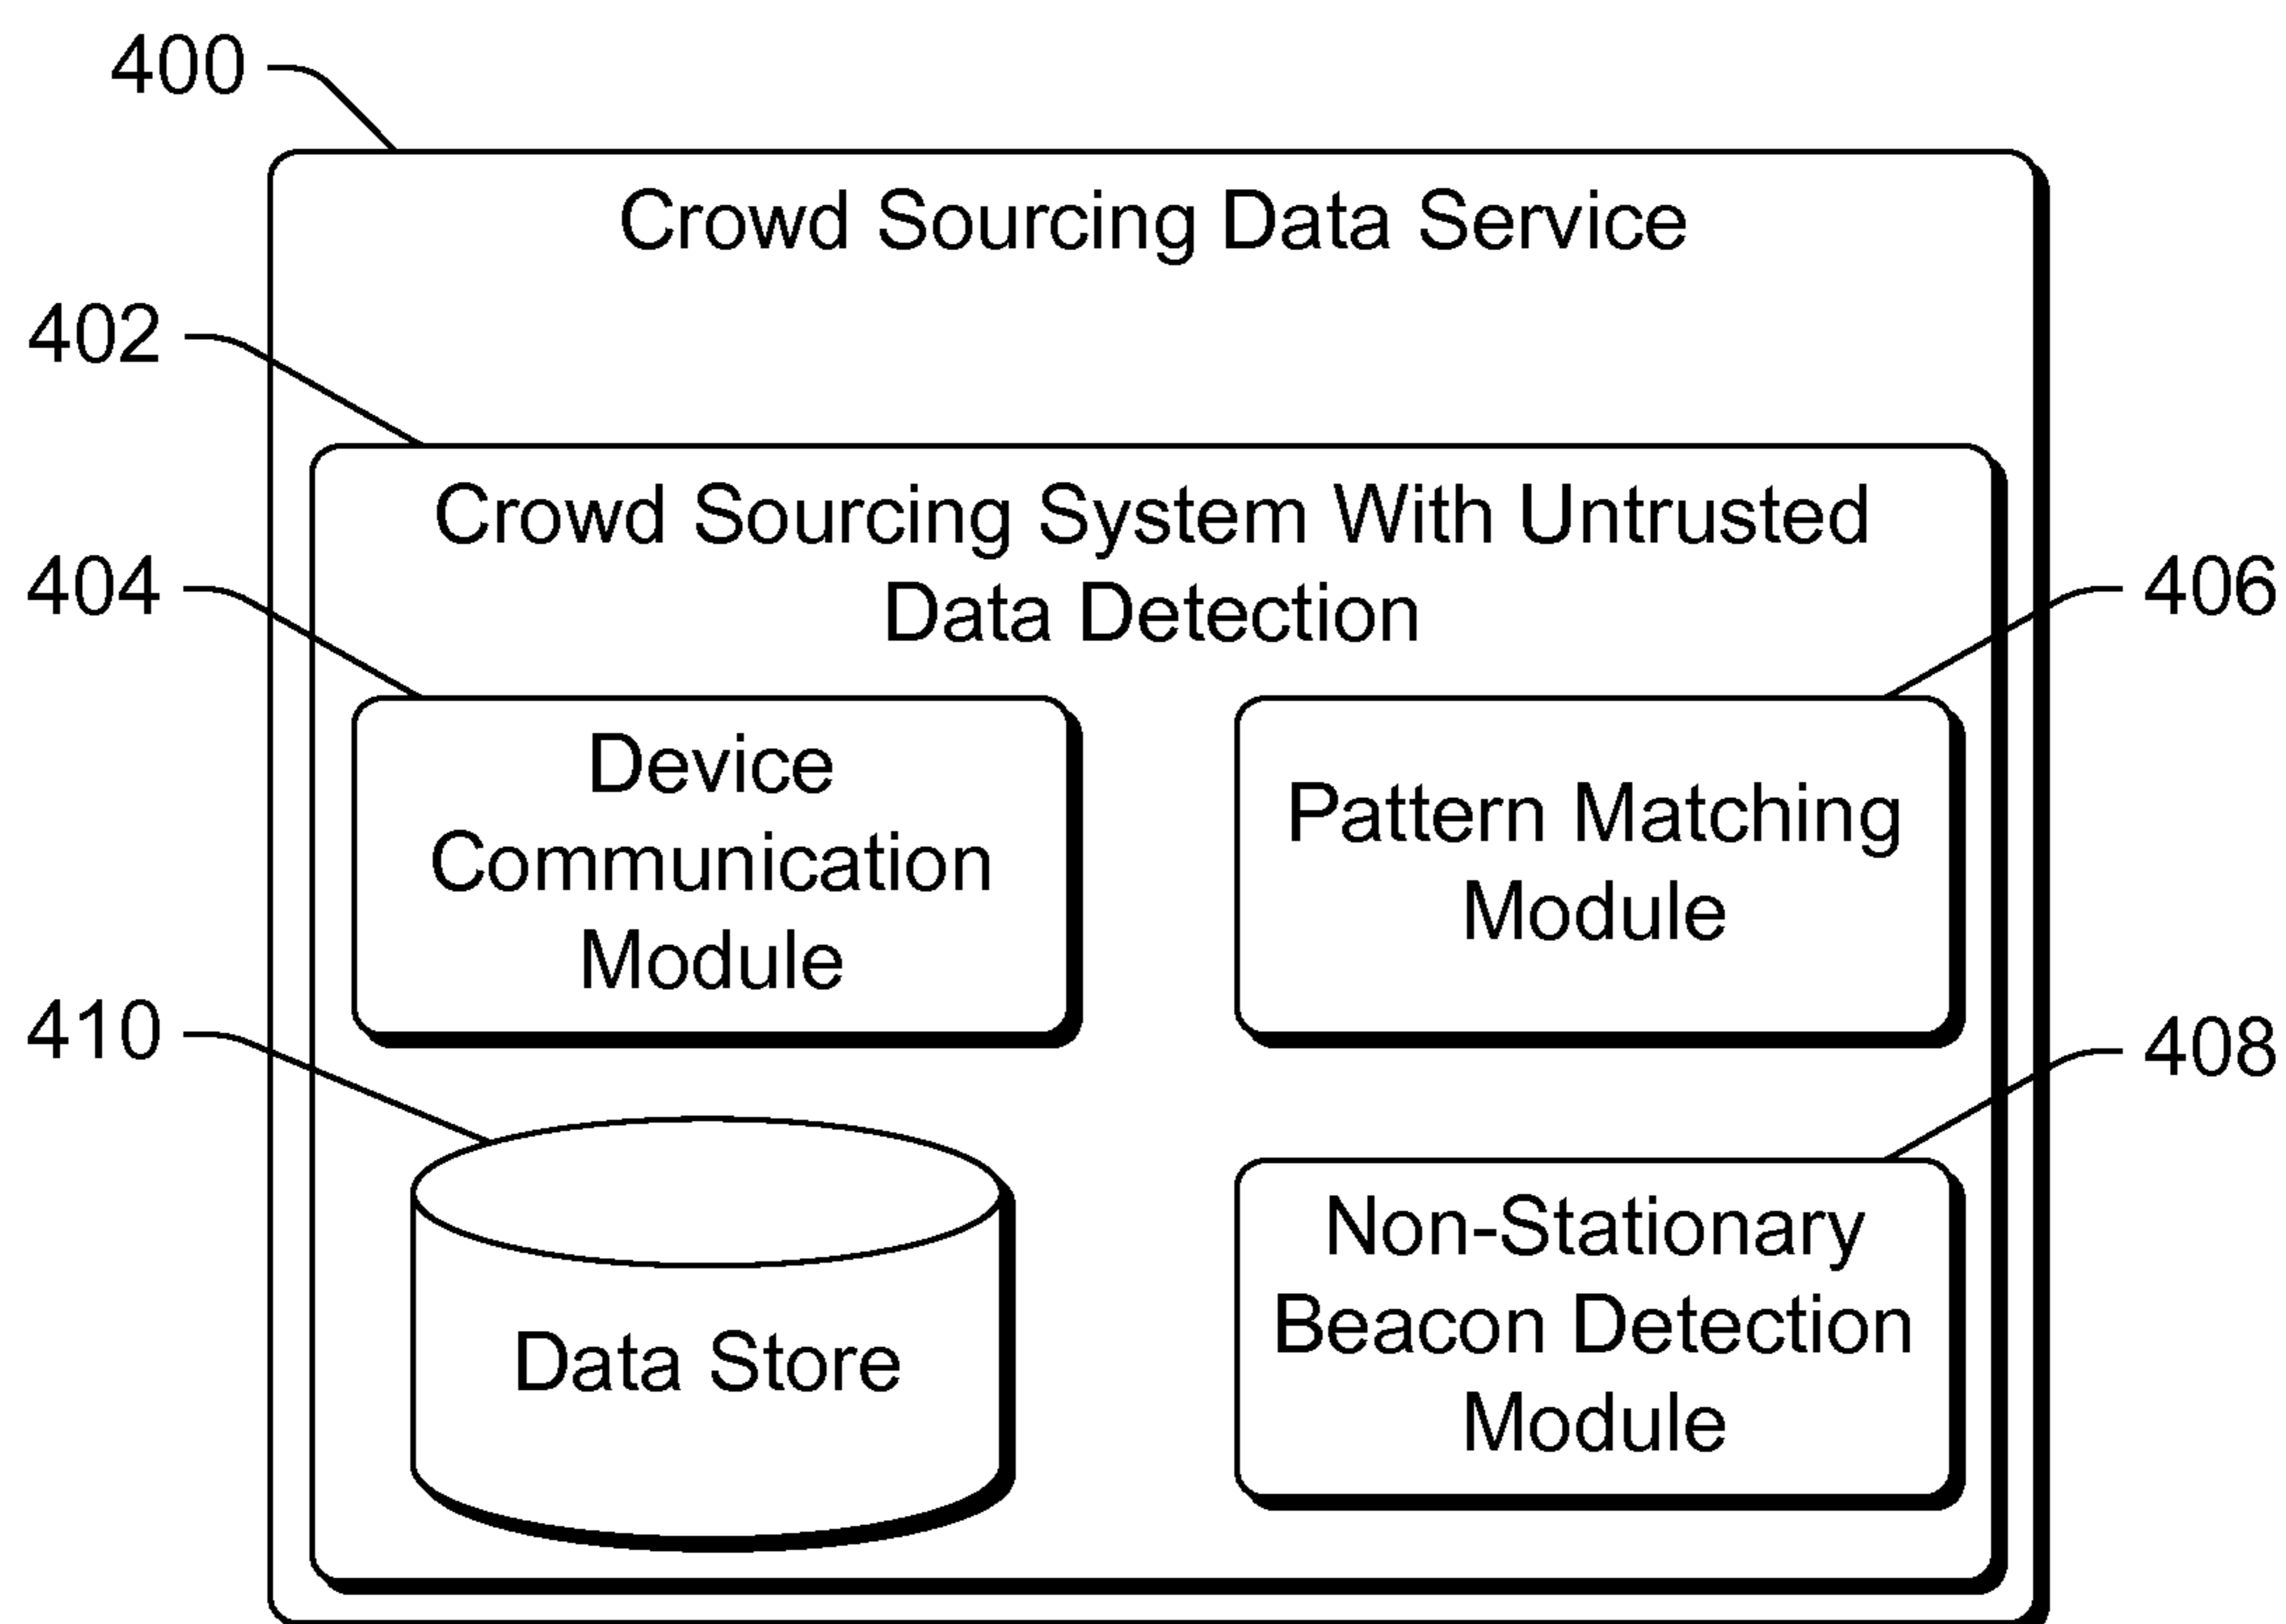 400
Crowd Sourcing Data Service
402
Crowd Sourcing System With Untrusted
Data Detection
404
406
Device
Communication
Module
Pattern Matching
Module
410
408
Data Store
Non-Stationary
Beacon Detection
Module